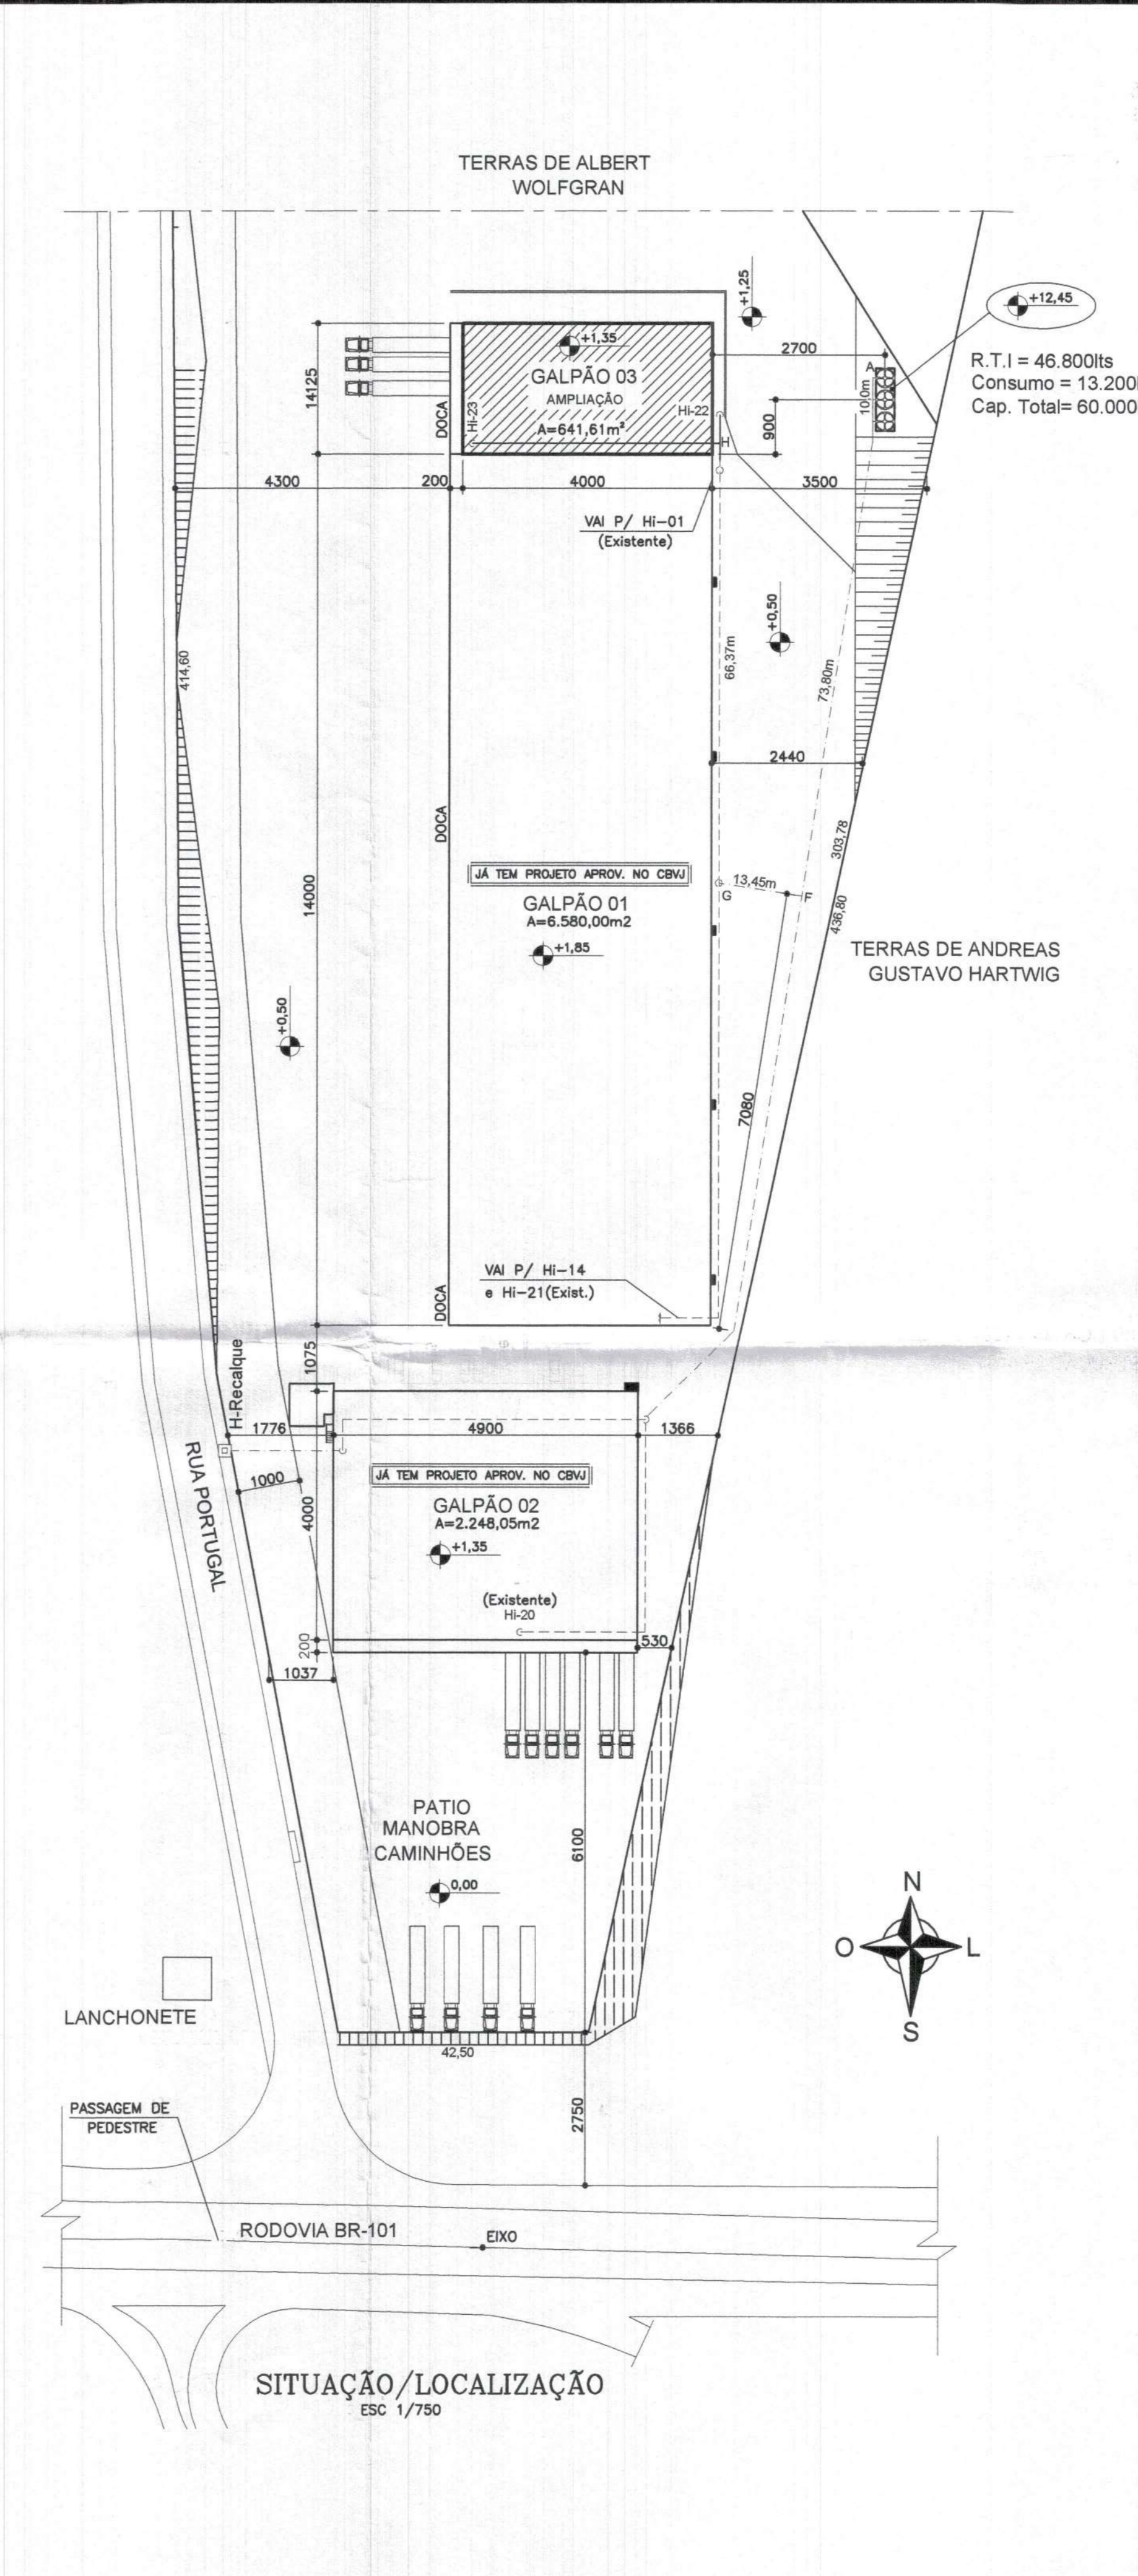 TERRAS DE ALBERT
WOLFGRAN
+1,25
+12,45
R.T.I = 46.800lts
Consumo = 13.200
Cap. Total= 60.000
2700
A
10,0m
900
14125
DOCA
Hi-23
+1,35
GALPÃO 03
AMPLIAÇÃO
A=641,61m²
Hi-22
H
4300
200
4000
3500
VAI P/ Hi-01
(Existente)
+0,50
66,37m
73,80m
414,60
2440
DOCA
303,78
436,80
14000
JÁ TEM PROJETO APROV. NO CBVJ
GALPÃO 01
A=6.580,00m2
+1,85
13,45m
G
F
TERRAS DE ANDREAS
GUSTAVO HARTWIG
+0,50
7080
VAI P/ Hi-14
e Hi-21(Exist.)
DOCA
1075
H-Recalque
1776
4900
1366
1000
RUA PORTUGAL
4000
JÁ TEM PROJETO APROV. NO CBVJ
GALPÃO 02
A=2.248,05m2
+1,35
(Existente)
Hi-20
200
530
1037
PATIO
MANOBRA
CAMINHÕES
0,00
6100
N
O
L
S
LANCHONETE
42,50
2750
PASSAGEM DE
PEDESTRE
RODOVIA BR-101
EIXO
SITUAÇÃO/LOCALIZAÇÃO
ESC 1/750